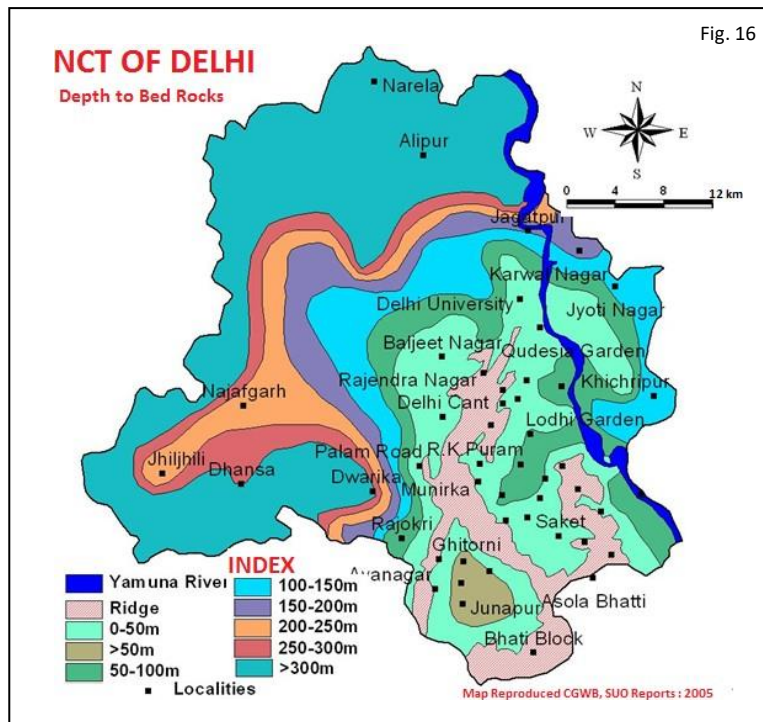 Fig. 16
NCT OF DELHI
Depth to Bed Rocks
N
W E
S
0 4 8 12 km
Narela
Alipur
Jagatpur
Karwal Nagar
Delhi University
Jyoti Nagar
Baljeet Nagar
Qudesia Garden
Rajendra Nagar
Khichripur
Najafgarh
Delhi Cant
Lodhi Garden
Palam Road
R.K.Puram
Jhiljhili
Dhansa
Dwarika
Munirka
Rajokri
Saket
Ghitorni
Ayanagar
Asola Bhatti
Junapur
Bhati Block
INDEX
Yamuna River
Ridge
0-50m
>50m
50-100m
100-150m
150-200m
200-250m
250-300m
>300m
Localities
Map Reproduced CGWB, SUO Reports : 2005